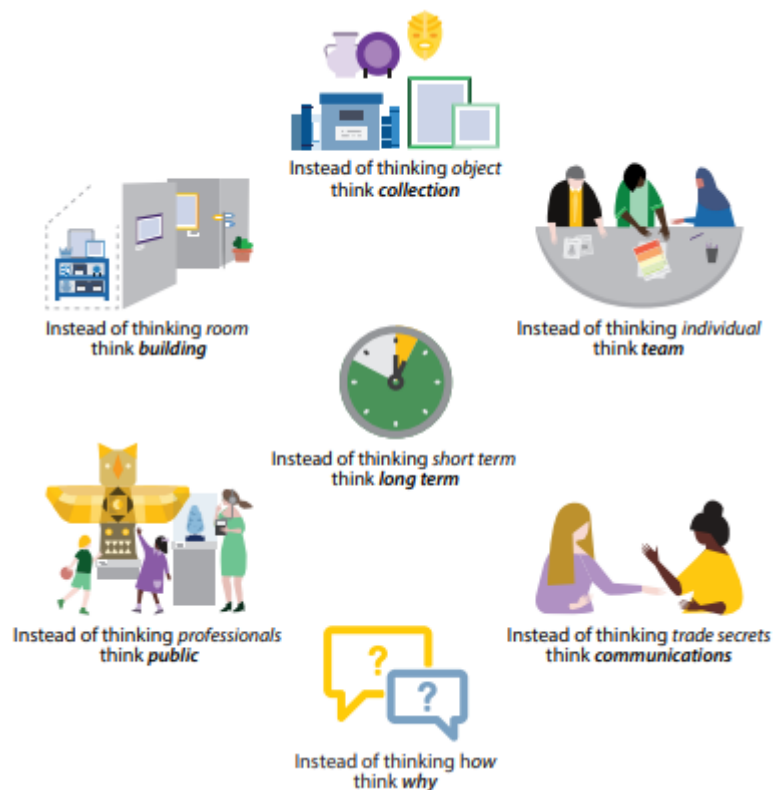 Instead of thinking object
think collection
Instead of thinking room
think building
Instead of thinking individual
think team
Instead of thinking short term
think long term
Instead of thinking professionals
think public
Instead of thinking trade secrets
think communications
?
?
Instead of thinking how
think why